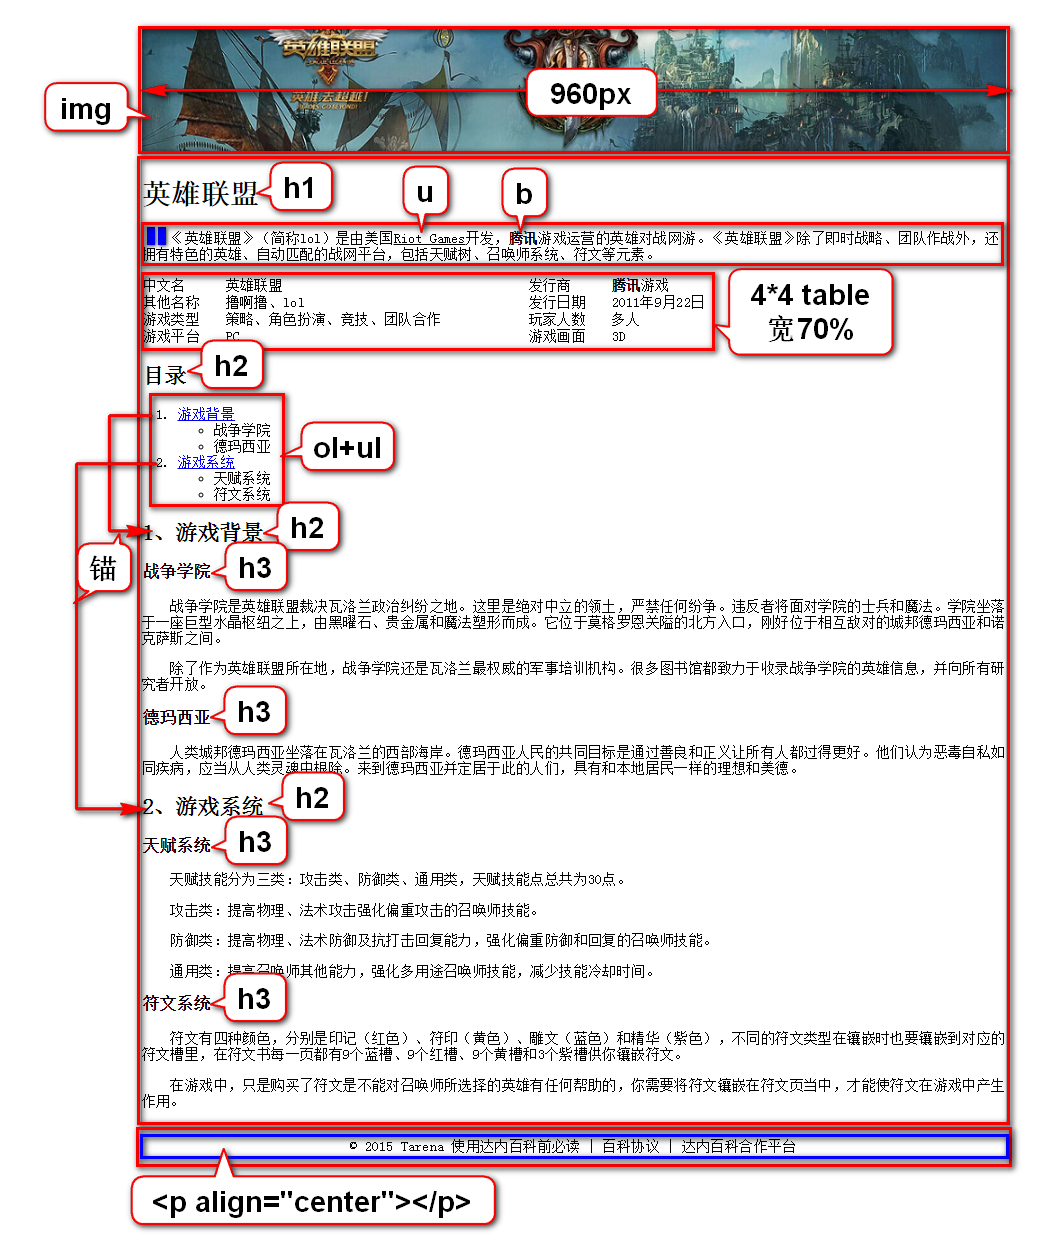 英雄联盟
LEAGUE LEGENDS
英雄 去超越!
HEROES GO BEYOND!
960px
img
英雄联盟
h1
u
b
《英雄联盟》（简称lol）是由美国Riot Games开发，腾讯游戏运营的英雄对战网游。《英雄联盟》除了即时战略、团队作战外，还
拥有特色的英雄、自动匹配的战网平台，包括天赋树、召唤师系统、符文等元素。
中文名 英雄联盟 发行商 腾讯游戏
其他名称 撸啊撸、lol 发行日期 2011年9月22日
游戏类型 策略、角色扮演、竞技、团队合作 玩家人数 多人
游戏平台 PC 游戏画面 3D
4*4 table
宽70%
目录
h2
1. 游戏背景
战争学院
德玛西亚
2. 游戏系统
天赋系统
符文系统
ol+ul
1、游戏背景
h2
锚
战争学院
h3
战争学院是英雄联盟裁决瓦洛兰政治纠纷之地。这里是绝对中立的领土，严禁任何纷争。违反者将面对学院的士兵和魔法。学院坐落
于一座巨型水晶枢纽之上，由黑曜石、贵金属和魔法塑形而成。它位于莫格罗恩关隘的北方入口，刚好位于相互敌对的城邦德玛西亚和诺
克萨斯之间。
除了作为英雄联盟所在地，战争学院还是瓦洛兰最权威的军事培训机构。很多图书馆都致力于收录战争学院的英雄信息，并向所有研
究者开放。
德玛西亚
h3
人类城邦德玛西亚坐落在瓦洛兰的西部海岸。德玛西亚人民的共同目标是通过善良和正义让所有人都过得更好。他们认为恶毒自私如
同疾病，应当从人类灵魂中根除。来到德玛西亚并定居于此的人们，具有和本地居民一样的理想和美德。
2、游戏系统
h2
天赋系统
h3
天赋技能分为三类：攻击类、防御类、通用类，天赋技能点总共为30点。
攻击类：提高物理、法术攻击强化偏重攻击的召唤师技能。
防御类：提高物理、法术防御及抗打击回复能力，强化偏重防御和回复的召唤师技能。
通用类：提高召唤师其他能力，强化多用途召唤师技能，减少技能冷却时间。
符文系统
h3
符文有四种颜色，分别是印记（红色）、符印（黄色）、雕文（蓝色）和精华（紫色），不同的符文类型在镶嵌时也要镶嵌到对应的
符文槽里，在符文书每一页都有9个蓝槽、9个红槽、9个黄槽和3个紫槽供你镶嵌符文。
在游戏中，只是购买了符文是不能对召唤师所选择的英雄有任何帮助的，你需要将符文镶嵌在符文页当中，才能使符文在游戏中产生
作用。
© 2015 Tarena 使用达内百科前必读 | 百科协议 | 达内百科合作平台
<p align="center"></p>